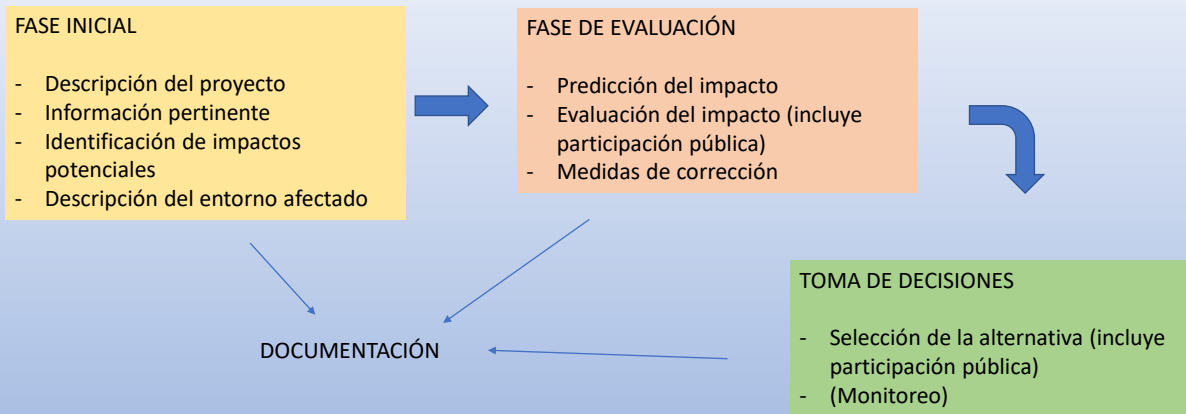 FASE INICIAL
- Descripción del proyecto
- Información pertinente
- Identificación de impactos
potenciales
- Descripción del entorno afectado
FASE DE EVALUACIÓN
- Predicción del impacto
- Evaluación del impacto (incluye
participación pública)
- Medidas de corrección
TOMA DE DECISIONES
- Selección de la alternativa (incluye
participación pública)
- (Monitoreo)
DOCUMENTACIÓN